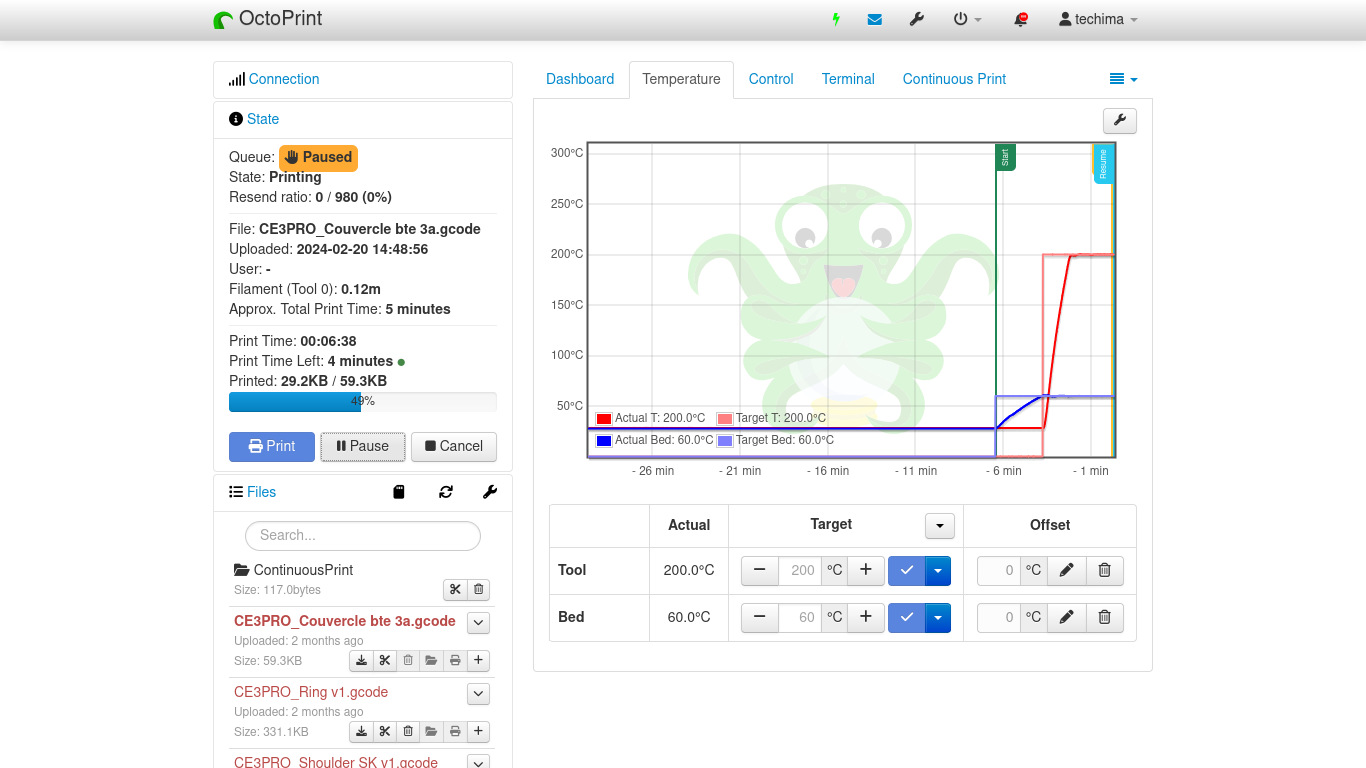 OctoPrint
techima
Connection
State
Queue: Paused
State: Printing
Resend ratio: 0 / 980 (0%)
File: CE3PRO_Couvercle bte 3a.gcode
Uploaded: 2024-02-20 14:48:56
User: -
Filament (Tool 0): 0.12m
Approx. Total Print Time: 5 minutes
Print Time: 00:06:38
Print Time Left: 4 minutes
Printed: 29.2KB / 59.3KB
49%
Print Pause Cancel
Files
Search...
ContinuousPrint
Size: 117.0bytes
CE3PRO_Couvercle bte 3a.gcode
Uploaded: 2 months ago
Size: 59.3KB
CE3PRO_Ring v1.gcode
Uploaded: 2 months ago
Size: 331.1KB
CE3PRO_Shoulder SK v1.gcode
Dashboard Temperature Control Terminal Continuous Print
300°C
250°C
200°C
150°C
100°C
50°C
Start
Resume
Actual T: 200.0°C Target T: 200.0°C
Actual Bed: 60.0°C Target Bed: 60.0°C
- 26 min - 21 min - 16 min - 11 min - 6 min - 1 min
Actual Target Offset
Tool 200.0°C 200 °C 0 °C
Bed 60.0°C 60 °C 0 °C